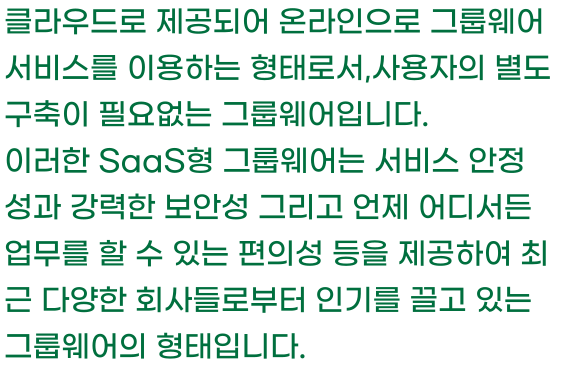 클라우드로 제공되어 온라인으로 그룹웨어
서비스를 이용하는 형태로서,사용자의 별도
구축이 필요없는 그룹웨어입니다.
이러한 SaaS형 그룹웨어는 서비스 안정
성과 강력한 보안성 그리고 언제 어디서든
업무를 할 수 있는 편의성 등을 제공하여 최
근 다양한 회사들로부터 인기를 끌고 있는
그룹웨어의 형태입니다.